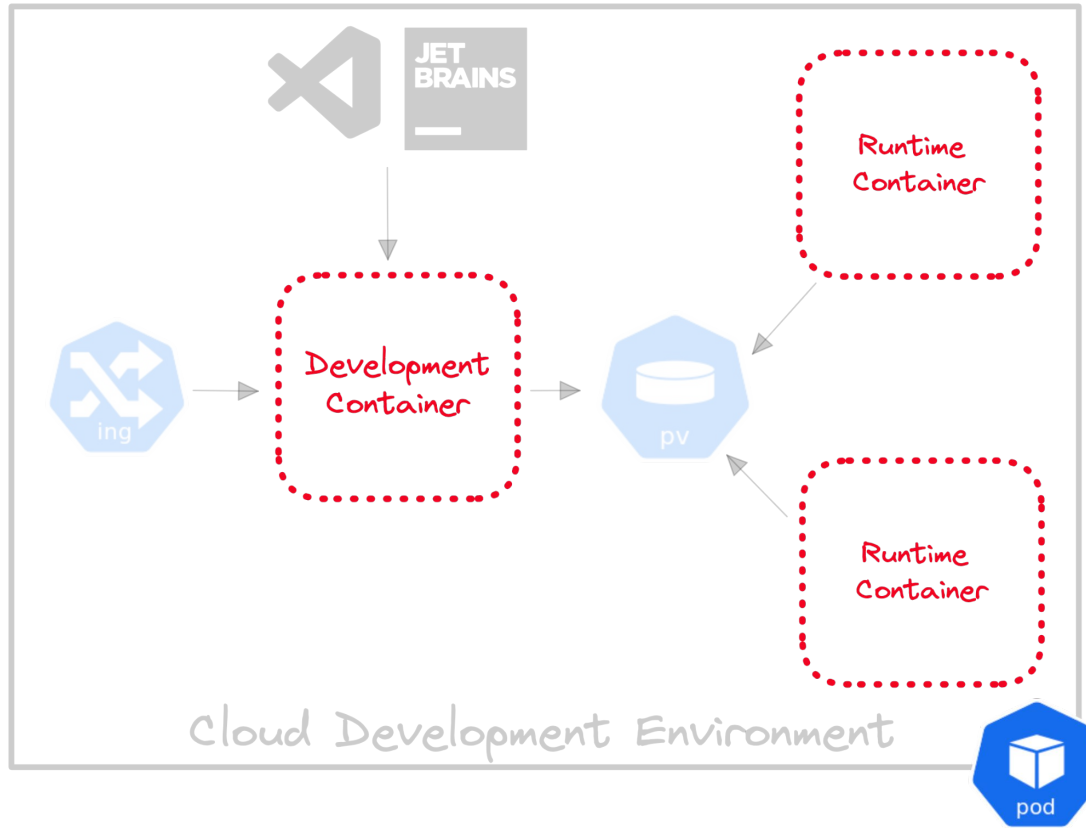 JET
BRAINS
Runtime
Container
ing
Development
Container
pv
Runtime
Container
Cloud Development Environment
pod